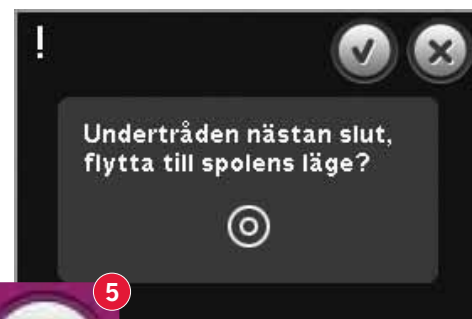 !
Undertråden nästan slut,
flytta till spolens läge?
5